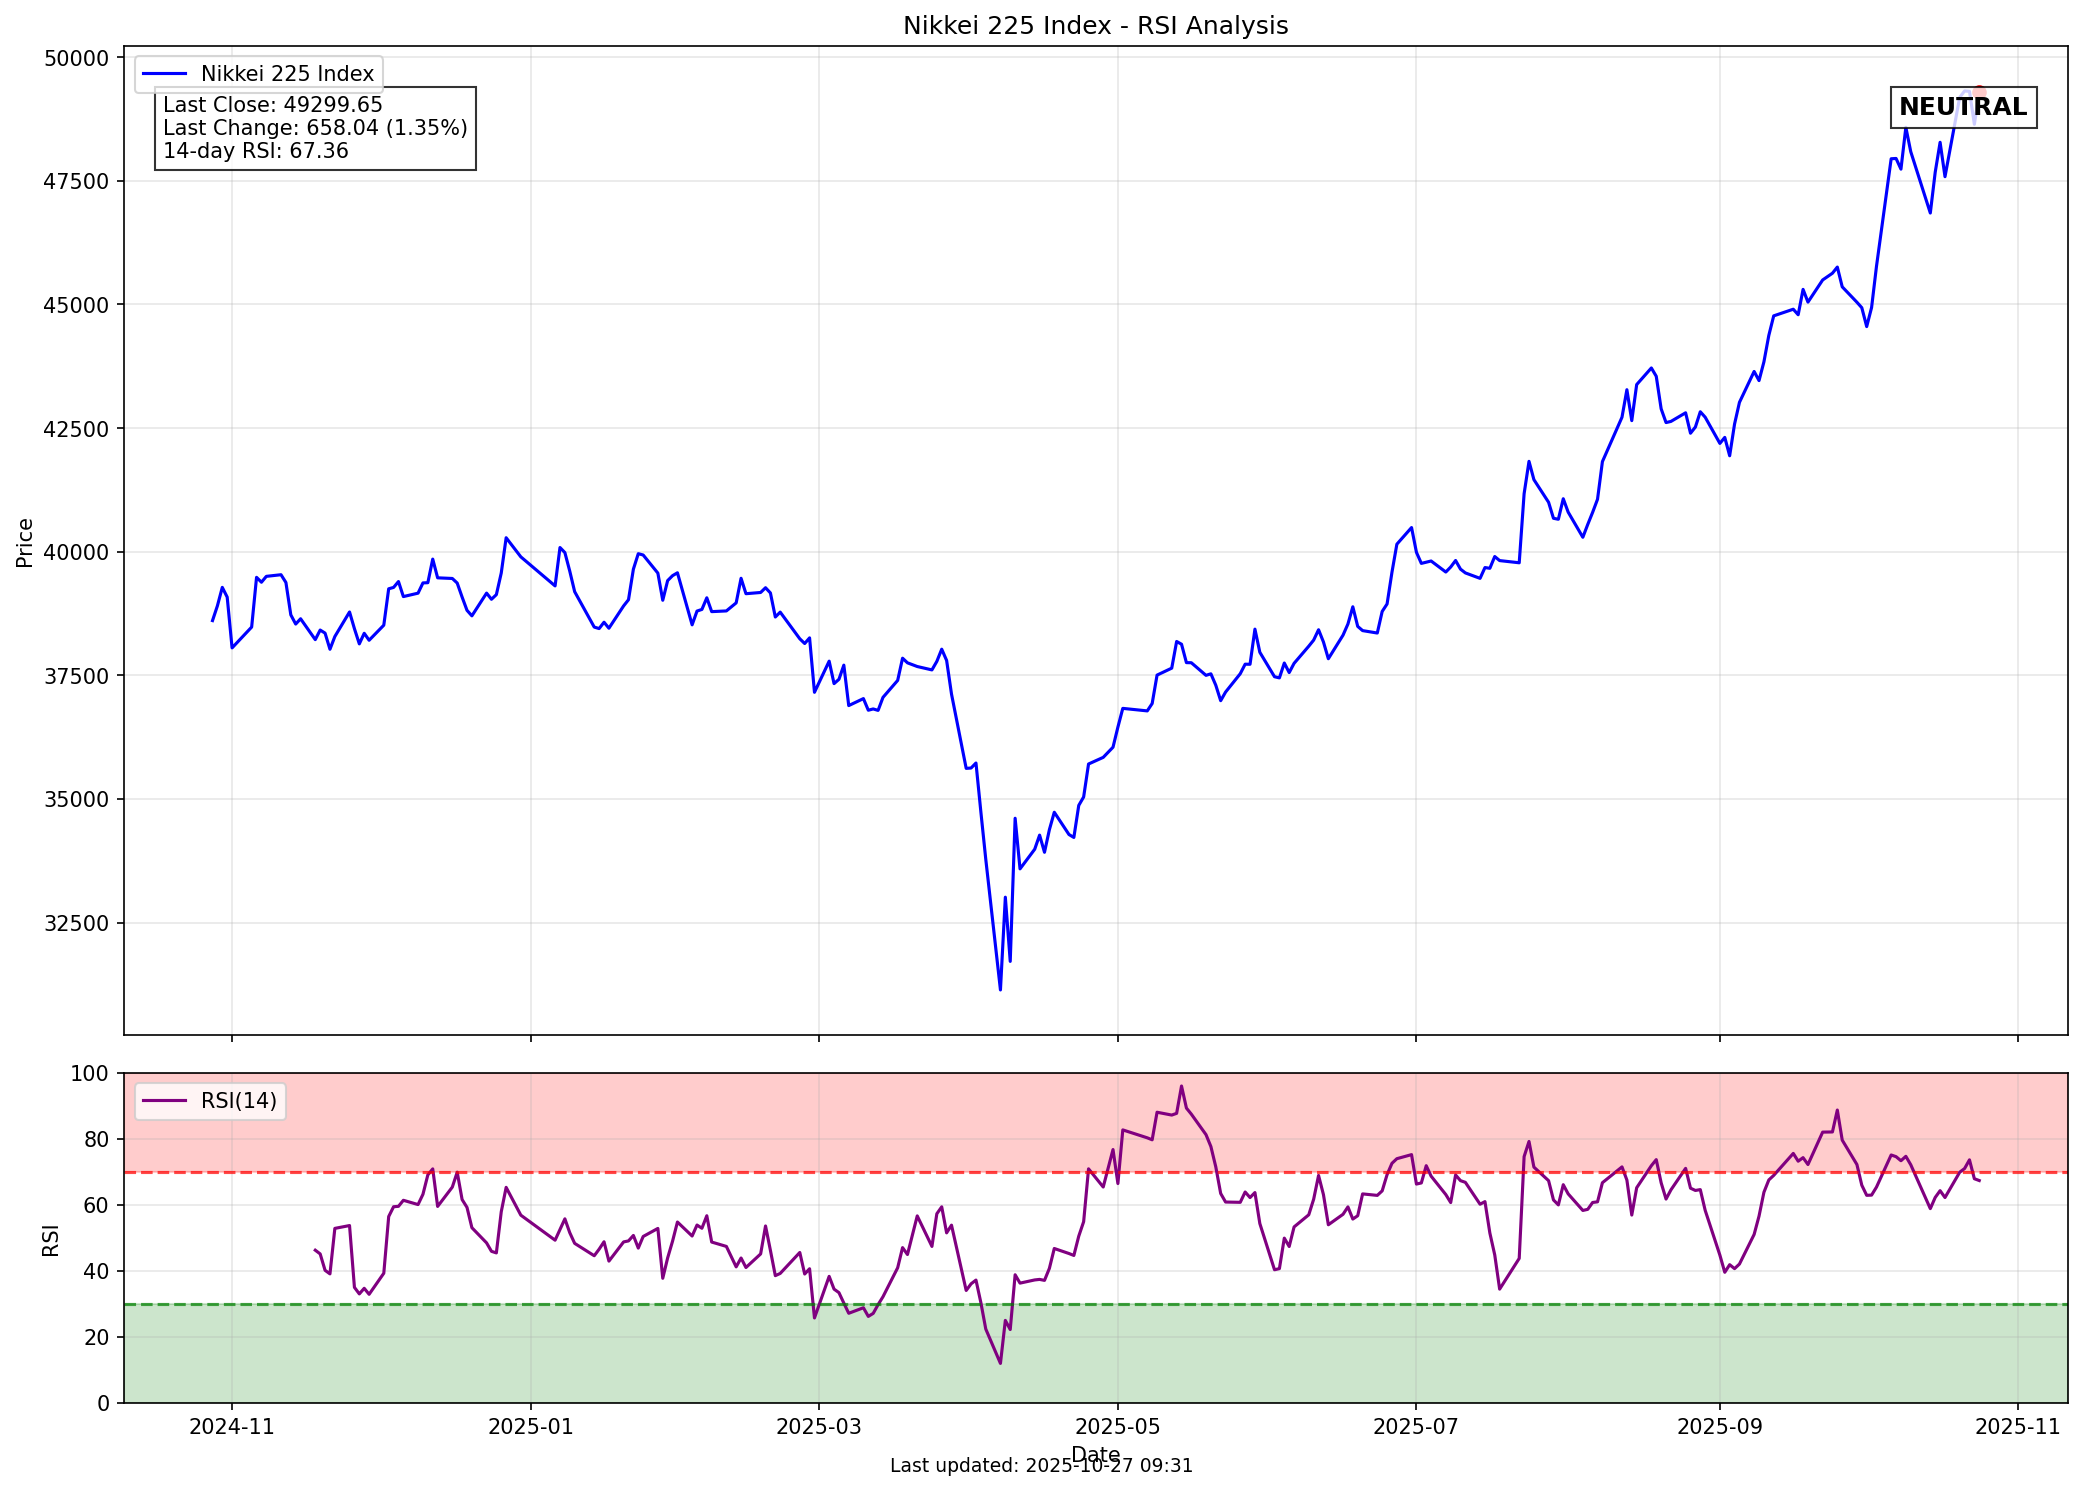 Nikkei 225 Index - RSI Analysis
50000
47500
45000
42500
40000
37500
35000
32500
Price
Nikkei 225 Index
Last Close: 49299.65
Last Change: 658.04 (1.35%)
14-day RSI: 67.36
NEUTRAL
100
80
60
40
20
0
RSI
RSI(14)
2024-11
2025-01
2025-03
2025-05
2025-07
2025-09
2025-11
Date
Last updated: 2025-10-27 09:31